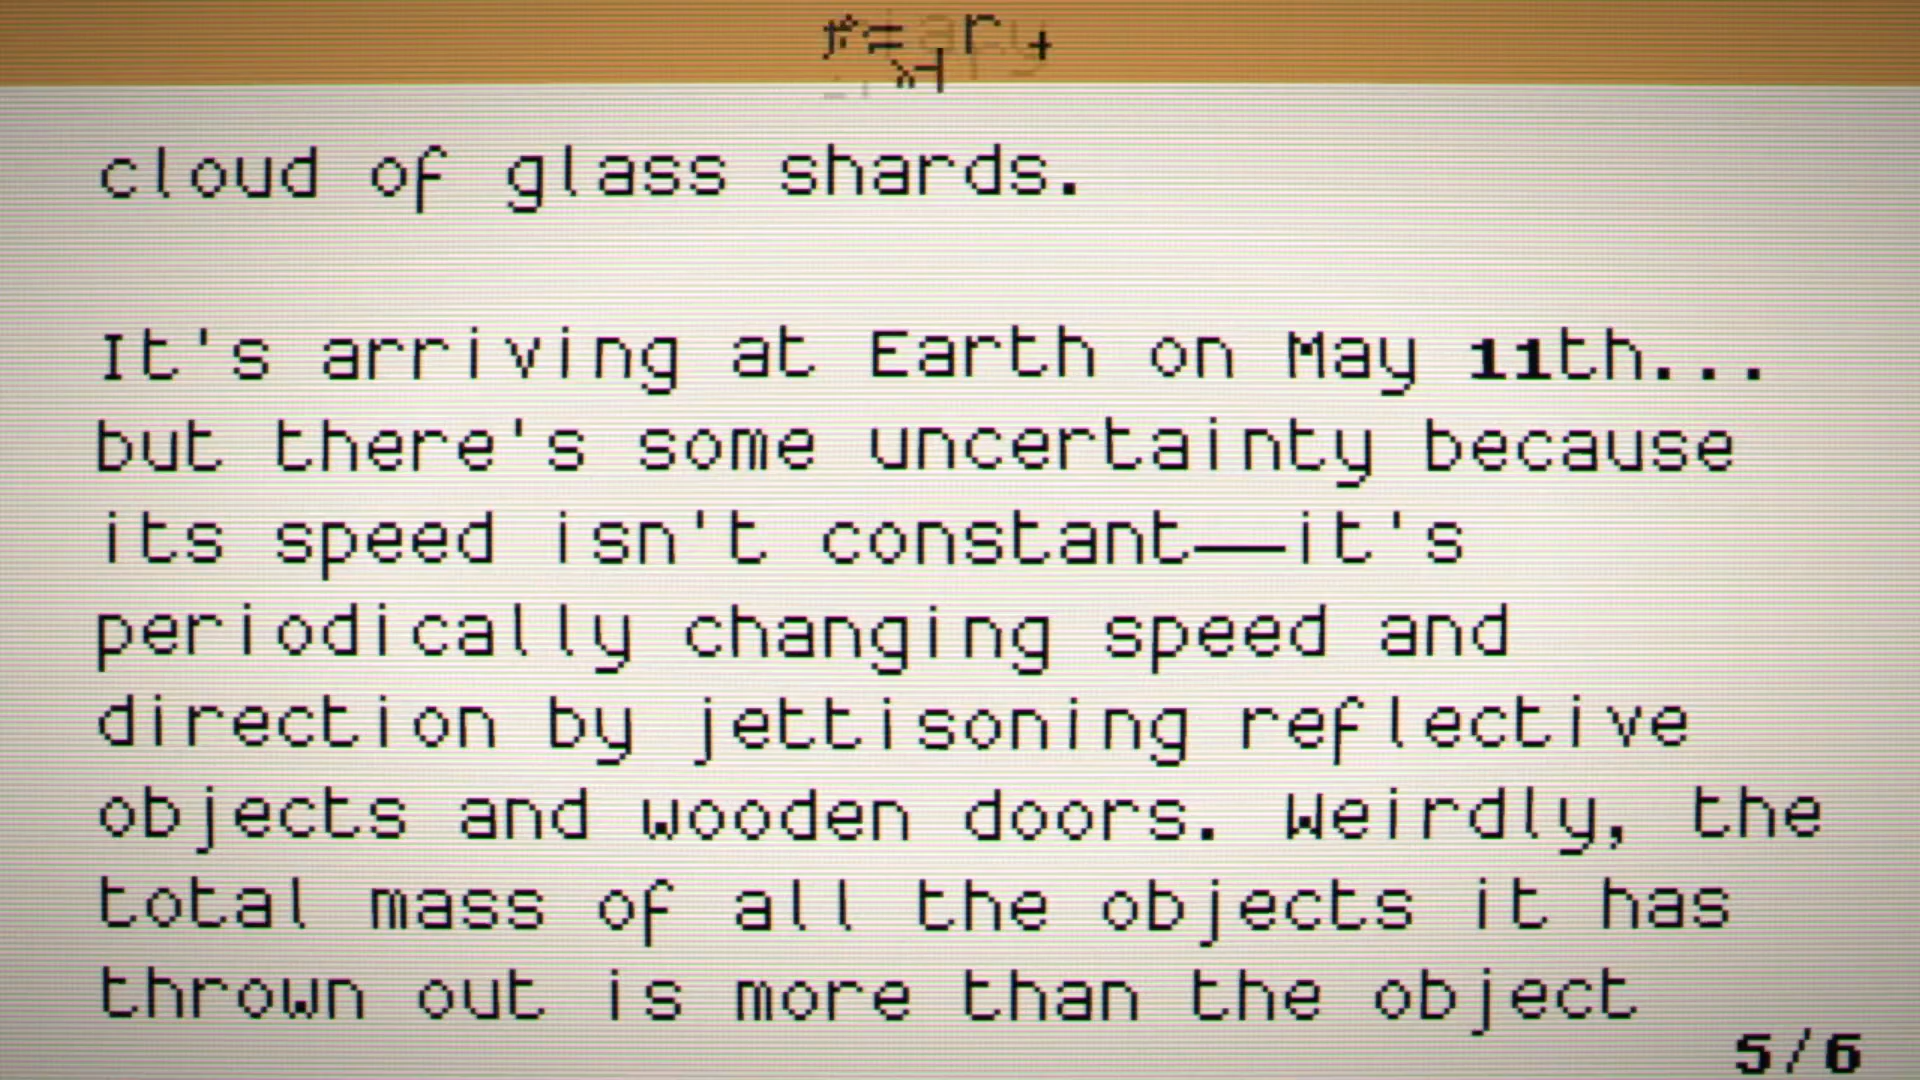 cloud of glass shards.
It's arriving at Earth on May 11th...
but there's some uncertainty because
its speed isn't constant—it's
periodically changing speed and
direction by jettisoning reflective
objects and wooden doors. Weirdly, the
total mass of all the objects it has
thrown out is more than the object
5/6